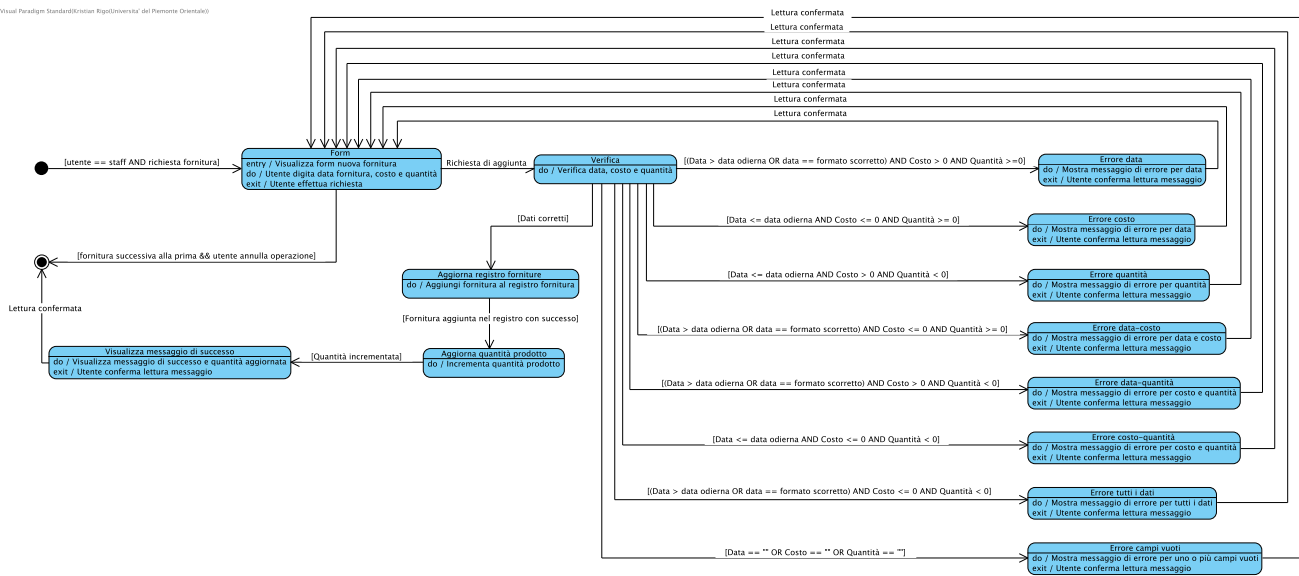 Visual Paradigm Standard(Kristian Rigo(Universita' del Piemonte Orientale))
Lettura confermata
Lettura confermata
Lettura confermata
Lettura confermata
Lettura confermata
Lettura confermata
Lettura confermata
Lettura confermata
[utente == staff AND richiesta fornitura]
Form
entry / Visualizza form nuova fornitura
do / Utente digita data fornitura, costo e quantità
exit / Utente effettua richiesta
Richiesta di aggiunta
Verifica
do / Verifica data, costo e quantità
[(Data > data odierna OR data == formato scorretto) AND Costo > 0 AND Quantità >=0]
Errore data
do / Mostra messaggio di errore per data
exit / Utente conferma lettura messaggio
[Dati corretti]
[Data <= data odierna AND Costo <= 0 AND Quantità >= 0]
Errore costo
do / Mostra messaggio di errore per data
exit / Utente conferma lettura messaggio
[fornitura successiva alla prima && utente annulla operazione]
Aggiorna registro forniture
do / Aggiungi fornitura al registro fornitura
[Data <= data odierna AND Costo > 0 AND Quantità < 0]
Errore quantità
do / Mostra messaggio di errore per quantità
exit / Utente conferma lettura messaggio
Lettura confermata
[Fornitura aggiunta nel registro con successo]
[(Data > data odierna OR data == formato scorretto) AND Costo <= 0 AND Quantità >= 0]
Errore data-costo
do / Mostra messaggio di errore per data e costo
exit / Utente conferma lettura messaggio
Visualizza messaggio di successo
do / Visualizza messaggio di successo e quantità aggiornata
exit / Utente conferma lettura messaggio
[Quantità incrementata]
Aggiorna quantità prodotto
do / Incrementa quantità prodotto
[(Data > data odierna OR data == formato scorretto) AND Costo > 0 AND Quantità < 0]
Errore data-quantità
do / Mostra messaggio di errore per costo e quantità
exit / Utente conferma lettura messaggio
[Data <= data odierna AND Costo <= 0 AND Quantità < 0]
Errore costo-quantità
do / Mostra messaggio di errore per costo e quantità
exit / Utente conferma lettura messaggio
[(Data > data odierna OR data == formato scorretto) AND Costo <= 0 AND Quantità < 0]
Errore tutti i dati
do / Mostra messaggio di errore per tutti i dati
exit / Utente conferma lettura messaggio
[Data == "" OR Costo == "" OR Quantità == ""]
Errore campi vuoti
do / Mostra messaggio di errore per uno o più campi vuoti
exit / Utente conferma lettura messaggio